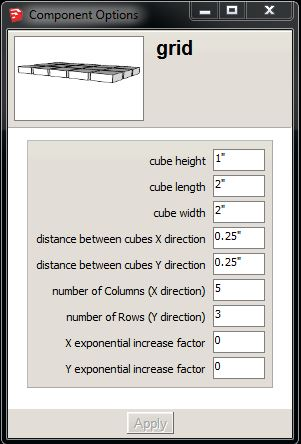 Component Options
grid
cube height 1"
cube length 2"
cube width 2"
distance between cubes X direction 0.25"
distance between cubes Y direction 0.25"
number of Columns (X direction) 5
number of Rows (Y direction) 3
X exponential increase factor 0
Y exponential increase factor 0
Apply